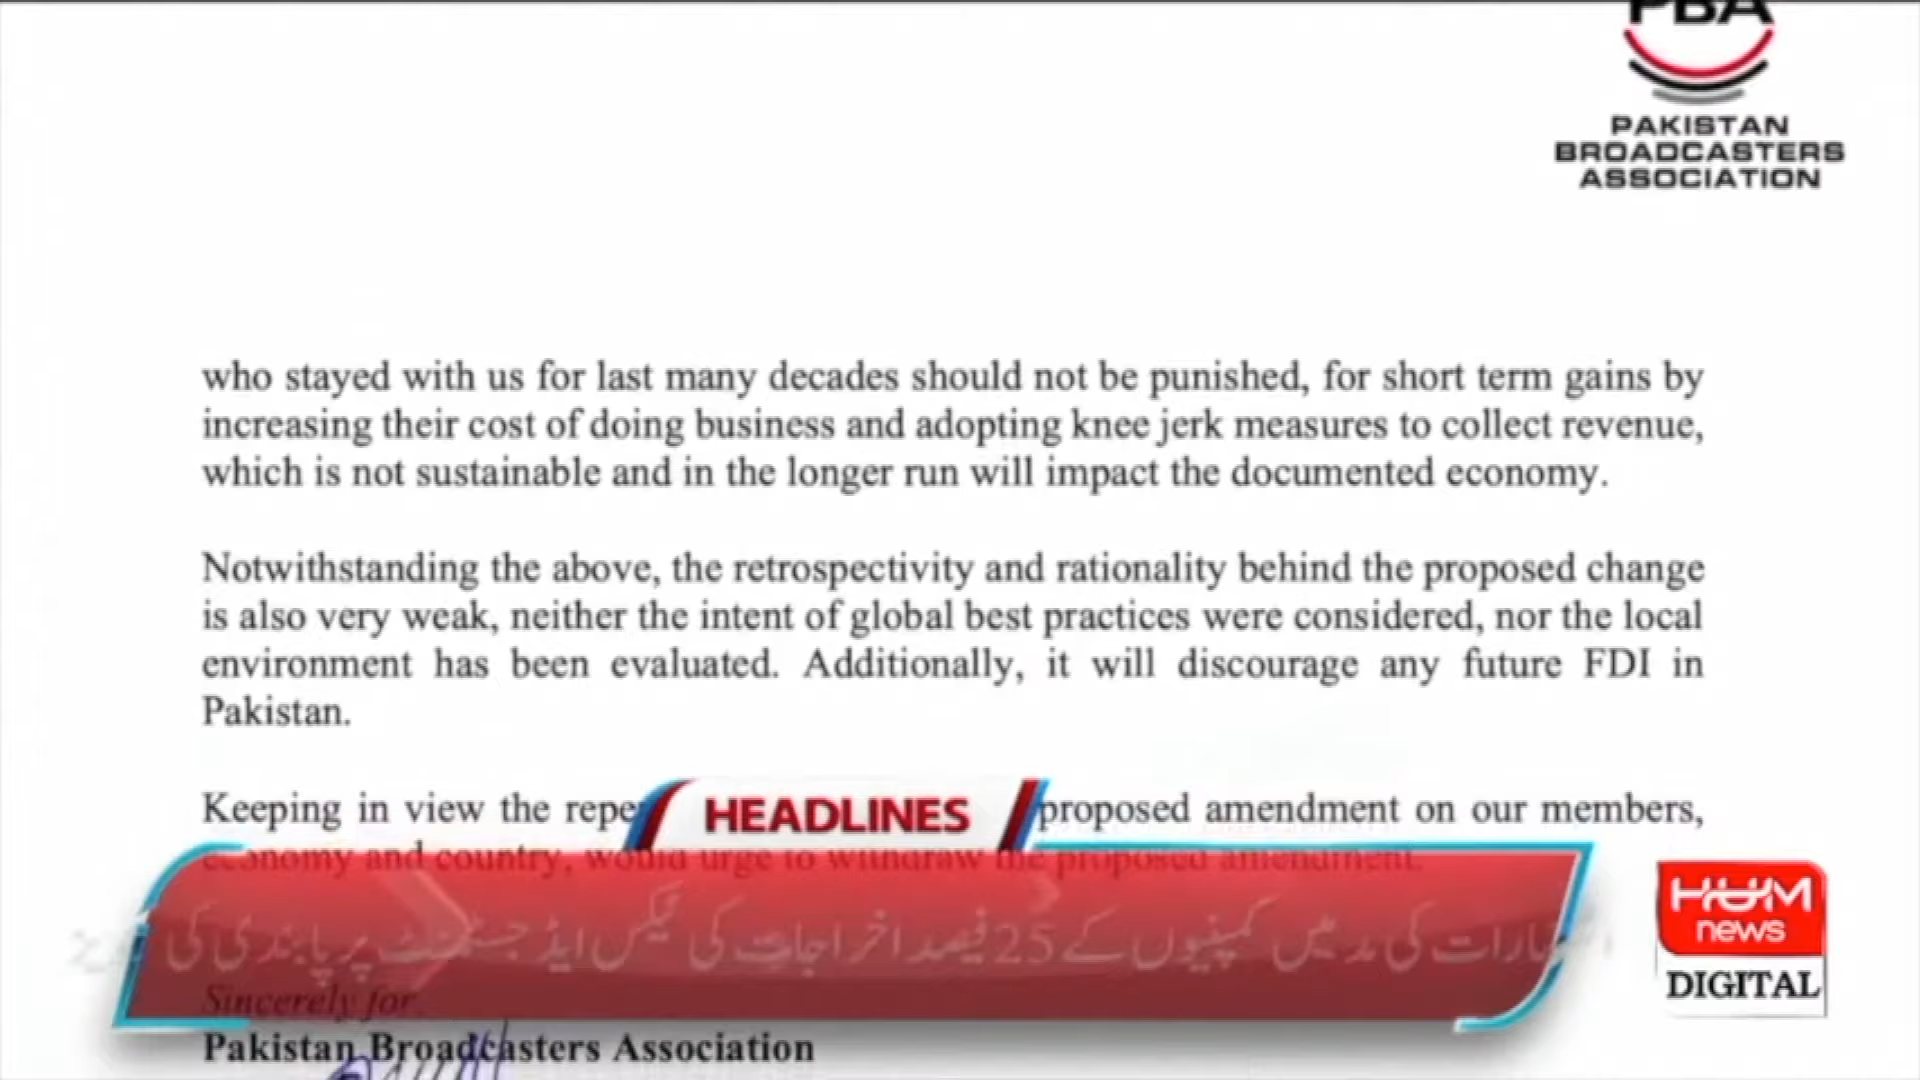 PBA
PAKISTAN
BROADCASTERS
ASSOCIATION
who stayed with us for last many decades should not be punished, for short term gains by
increasing their cost of doing business and adopting knee jerk measures to collect revenue,
which is not sustainable and in the longer run will impact the documented economy.
Notwithstanding the above, the retrospectivity and rationality behind the proposed change
is also very weak, neither the intent of global best practices were considered, nor the local
environment has been evaluated. Additionally, it will discourage any future FDI in
Pakistan.
Keeping in view the proposed amendment on our members,
economy and country, would urge to withdraw the proposed amendment.
HEADLINES
کی مد میں کمپنیوں کے 25 فیصد اخراجات کی ٹیکس ایڈجسٹمنٹ پر پابندی کی
Sincerely for
Pakistan Broadcasters Association
HUM
news
DIGITAL